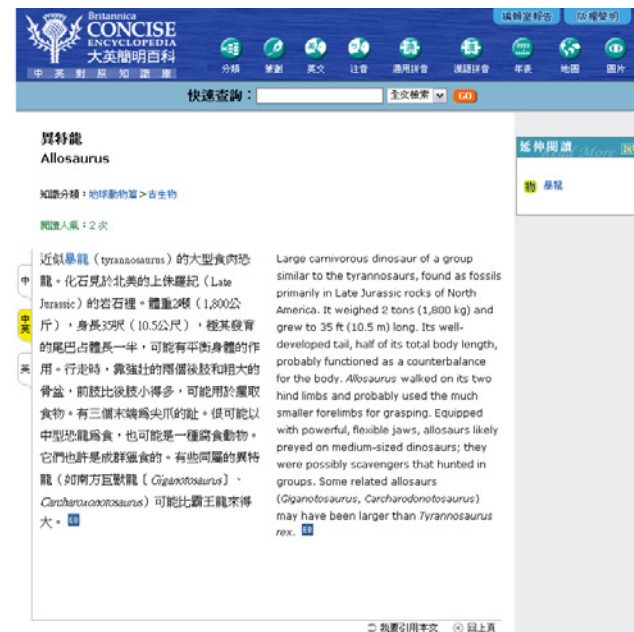 編輯室報告 版權聲明
Britannica
CONCISE
ENCYCLOPEDIA
大英簡明百科
中英對照知識庫
分類 筆劃 英文 注音 通用拼音 漢語拼音 年表 地圖 圖片
快速查詢： 全文檢索 GO
異特龍
Allosaurus
知識分類：地球動物篇>古生物
閱讀人氣：2 次
中
中英
英
近似暴龍（tyrannosaurus）的大型食肉恐
龍。化石見於北美的上侏羅紀（Late
Jurassic）的岩石裡。體重2噸（1,800公
斤），身長35呎（10.5公尺），極其發育
的尾巴占體長一半，可能有平衡身體的作
用。行走時，靠強壯的兩個後肢和粗大的
骨盆，前肢比後肢小得多，可能用於攫取
食物。有三個末端為尖爪的趾。很可能以
中型恐龍為食，也可能是一種腐食動物。
它們也許是成群獵食的。有些同屬的異特
龍（如南方巨獸龍〔Giganotosaurus〕、
Carcharoxonotosaurus）可能比霸王龍來得
大。 EB
Large carnivorous dinosaur of a group
similar to the tyrannosaurs, found as fossils
primarily in Late Jurassic rocks of North
America. It weighed 2 tons (1,800 kg) and
grew to 35 ft (10.5 m) long. Its well-
developed tail, half of its total body length,
probably functioned as a counterbalance
for the body. Allosaurus walked on its two
hind limbs and probably used the much
smaller forelimbs for grasping. Equipped
with powerful, flexible jaws, allosaurs likely
preyed on medium-sized dinosaurs; they
were possibly scavengers that hunted in
groups. Some related allosaurs
(Giganotosaurus, Carcharodonotosaurus)
may have been larger than Tyrannosaurus
rex. EB
延伸閱讀 Read More
物 暴龍
我要引用本文 回上頁